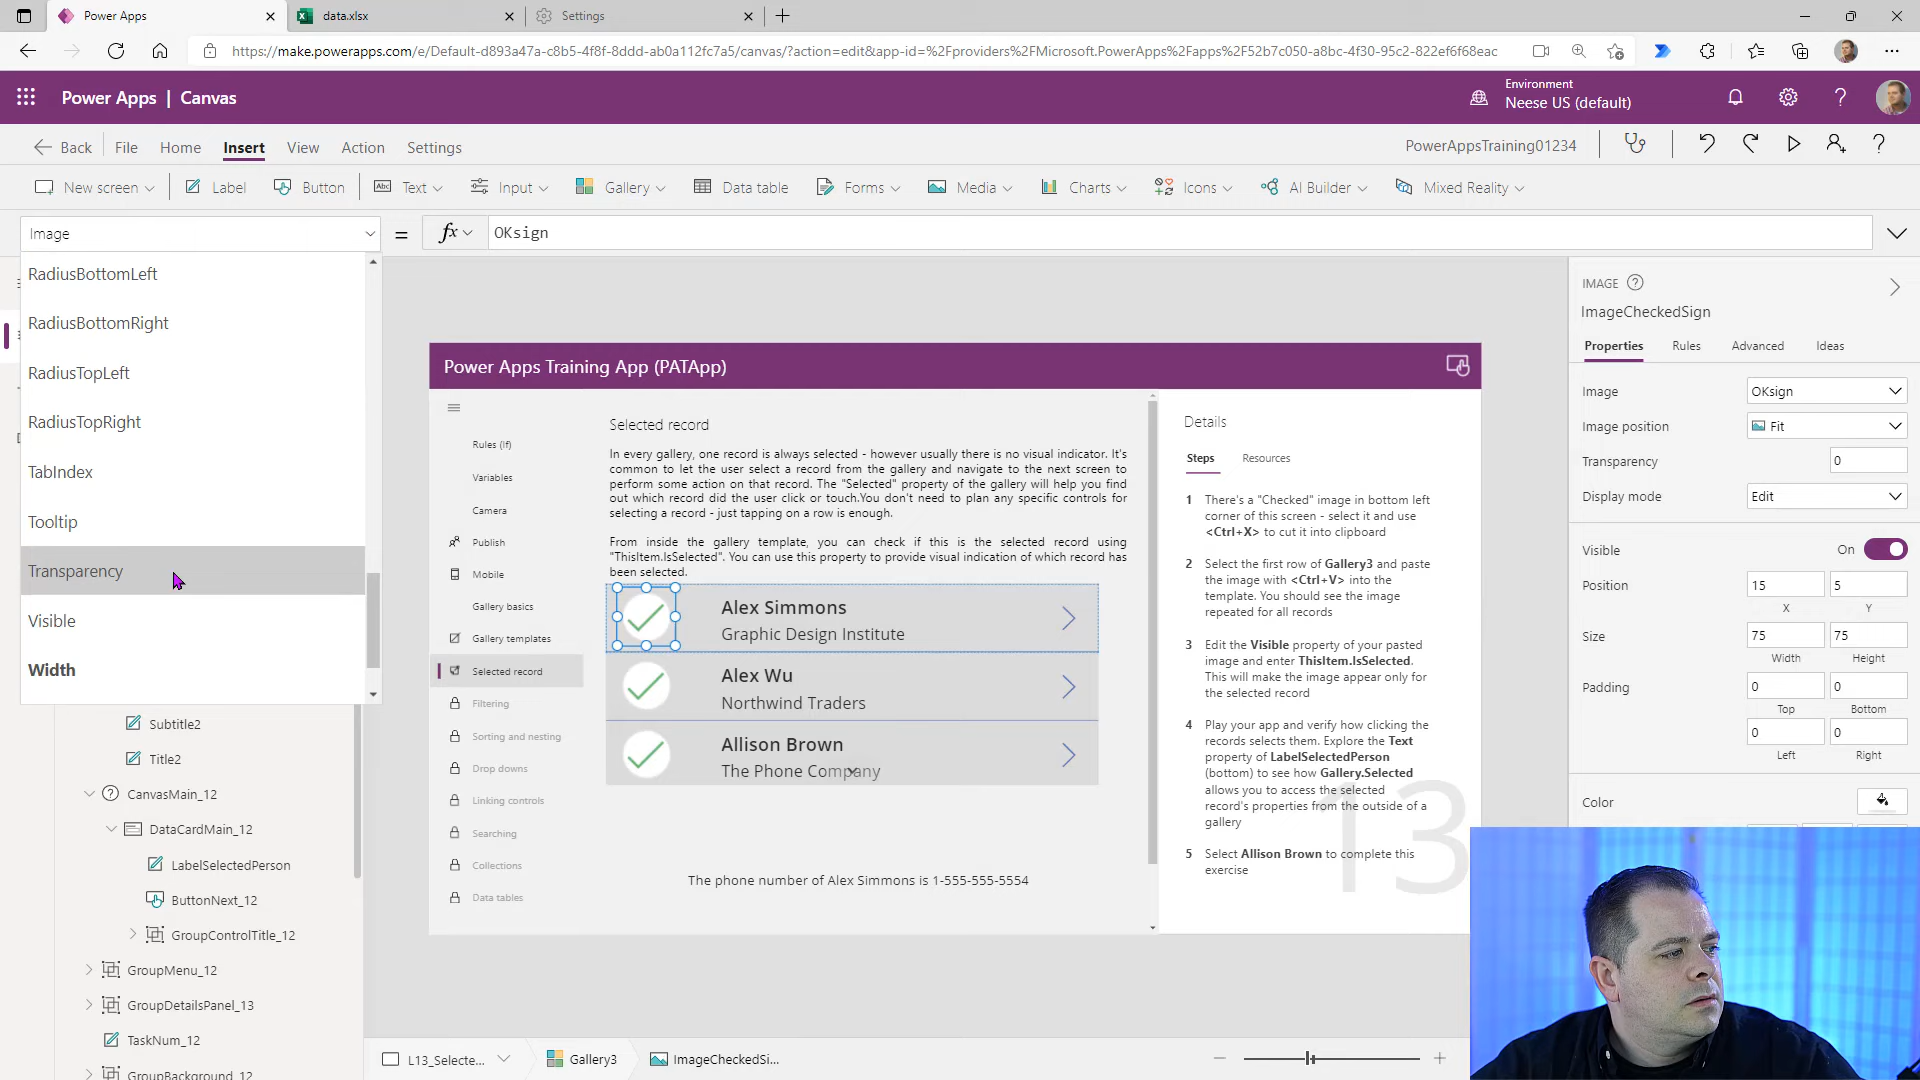 Power Apps
data.xlsx
Settings
https://make.powerapps.com/e/Default-d893a47a-c8b5-4f8f-8ddd-ab0a112fc7a5/canvas/?action=edit&app-id=%2Fproviders%2FMicrosoft.PowerApps%2Fapps%2F52b7c050-a8bc-4f30-95c2-822ef6f68eac
Power Apps | Canvas
Environment
Neese US (default)
Back
File
Home
Insert
View
Action
Settings
PowerAppsTraining01234
New screen
Label
Button
Text
Input
Gallery
Data table
Forms
Media
Charts
Icons
AI Builder
Mixed Reality
Image
=
fx
OKsign
RadiusBottomLeft
RadiusBottomRight
RadiusTopLeft
RadiusTopRight
TabIndex
Tooltip
Transparency
Visible
Width
Subtitle2
Title2
CanvasMain_12
DataCardMain_12
LabelSelectedPerson
ButtonNext_12
GroupControlTitle_12
GroupMenu_12
GroupDetailsPanel_13
TaskNum_12
GroupBackground_12
Power Apps Training App (PATApp)
Rules (If)
Variables
Camera
Publish
Mobile
Gallery basics
Gallery templates
Selected record
Filtering
Sorting and nesting
Drop downs
Linking controls
Searching
Collections
Data tables
Selected record
In every gallery, one record is always selected - however usually there is no visual indicator. It's
common to let the user select a record from the gallery and navigate to the next screen to
perform some action on that record. The "Selected" property of the gallery will help you find
out which record did the user click or touch.You don't need to plan any specific controls for
selecting a record - just tapping on a row is enough.
From inside the gallery template, you can check if this is the selected record using
"ThisItem.IsSelected". You can use this property to provide visual indication of which record has
been selected.
Alex Simmons
Graphic Design Institute
Alex Wu
Northwind Traders
Allison Brown
The Phone Company
The phone number of Alex Simmons is 1-555-555-5554
Details
Steps
Resources
1 There's a "Checked" image in bottom left
corner of this screen - select it and use
<Ctrl+X> to cut it into clipboard
2 Select the first row of Gallery3 and paste
the image with <Ctrl+V> into the
template. You should see the image
repeated for all records
3 Edit the Visible property of your pasted
image and enter ThisItem.IsSelected.
This will make the image appear only for
the selected record
4 Play your app and verify how clicking the
records selects them. Explore the Text
property of LabelSelectedPerson
(bottom) to see how Gallery.Selected
allows you to access the selected
record's properties from the outside of a
gallery
5 Select Allison Brown to complete this
exercise
13
L13_Selecte...
Gallery3
ImageCheckedSi...
IMAGE
ImageCheckedSign
Properties
Rules
Advanced
Ideas
Image
OKsign
Image position
Fit
Transparency
0
Display mode
Edit
Visible
On
Position
15
5
X
Y
Size
75
75
Width
Height
Padding
0
0
Top
Bottom
0
0
Left
Right
Color